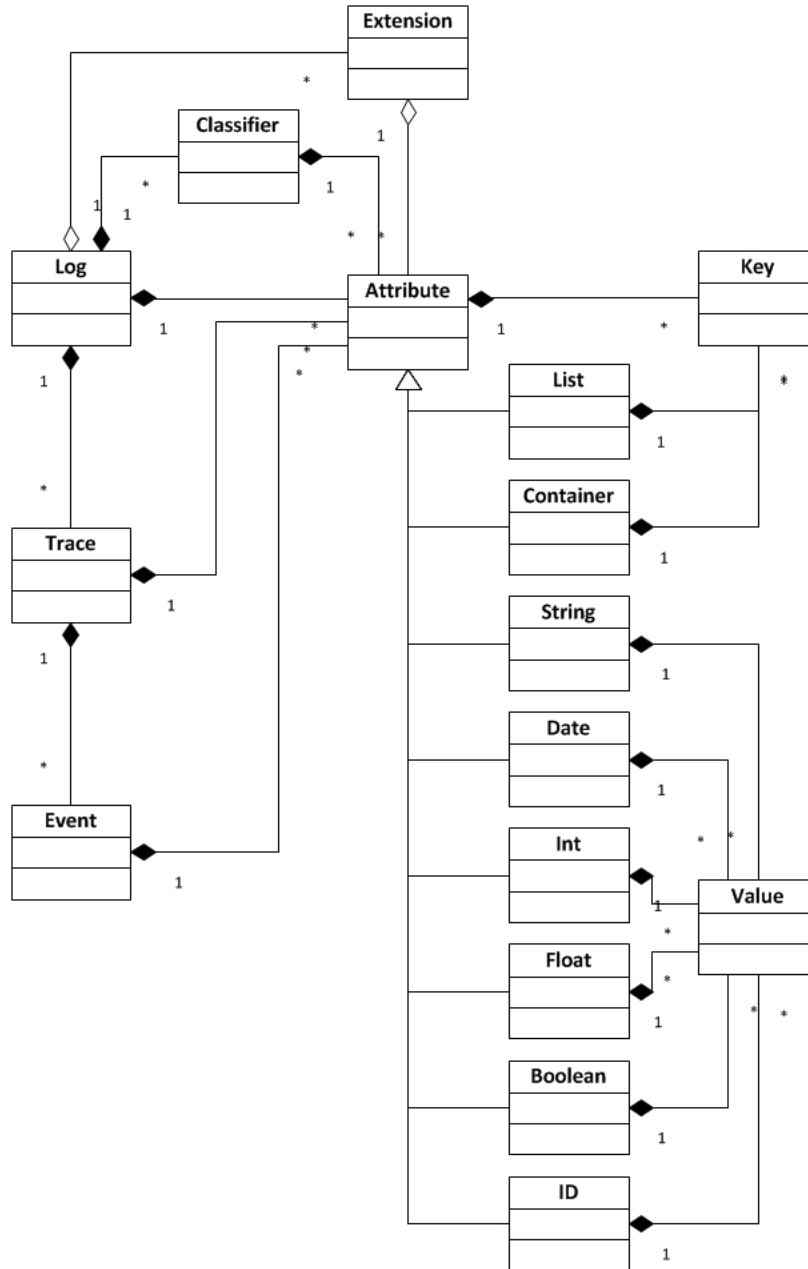 Extension
*
Classifier
1
*
1
1
1
*
*
Log
Attribute
Key
1
*
1
*
*
*
1
List
*
*
1
*
Container
Trace
1
1
String
1
1
Date
*
1
*
*
Event
Int
1
1
Value
*
Float
*
1
*
*
Boolean
1
ID
1